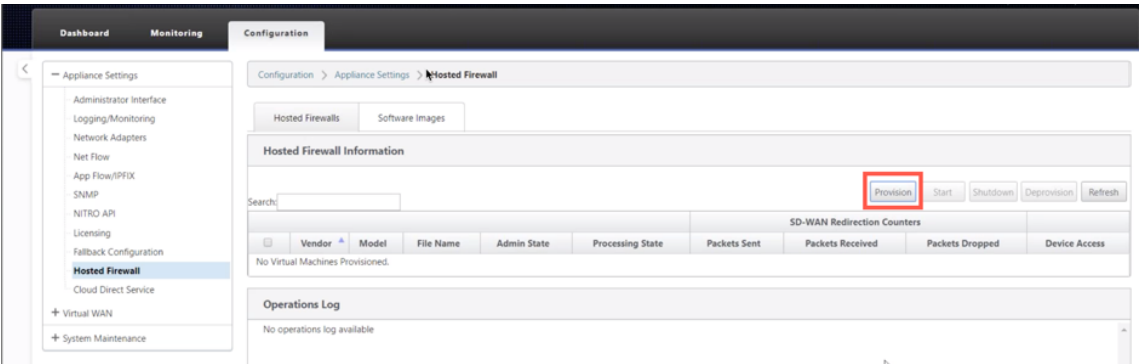 Dashboard Monitoring Configuration
− Appliance Settings
Administrator Interface
Logging/Monitoring
Network Adapters
Net Flow
App Flow/IPFIX
SNMP
NITRO API
Licensing
Fallback Configuration
Hosted Firewall
Cloud Direct Service
+ Virtual WAN
+ System Maintenance
Configuration > Appliance Settings > Hosted Firewall
Hosted Firewalls Software Images
Hosted Firewall Information
Provision Start Shutdown Deprovision Refresh
Search:
SD-WAN Redirection Counters
Vendor Model File Name Admin State Processing State Packets Sent Packets Received Packets Dropped Device Access
No Virtual Machines Provisioned.
Operations Log
No operations log available